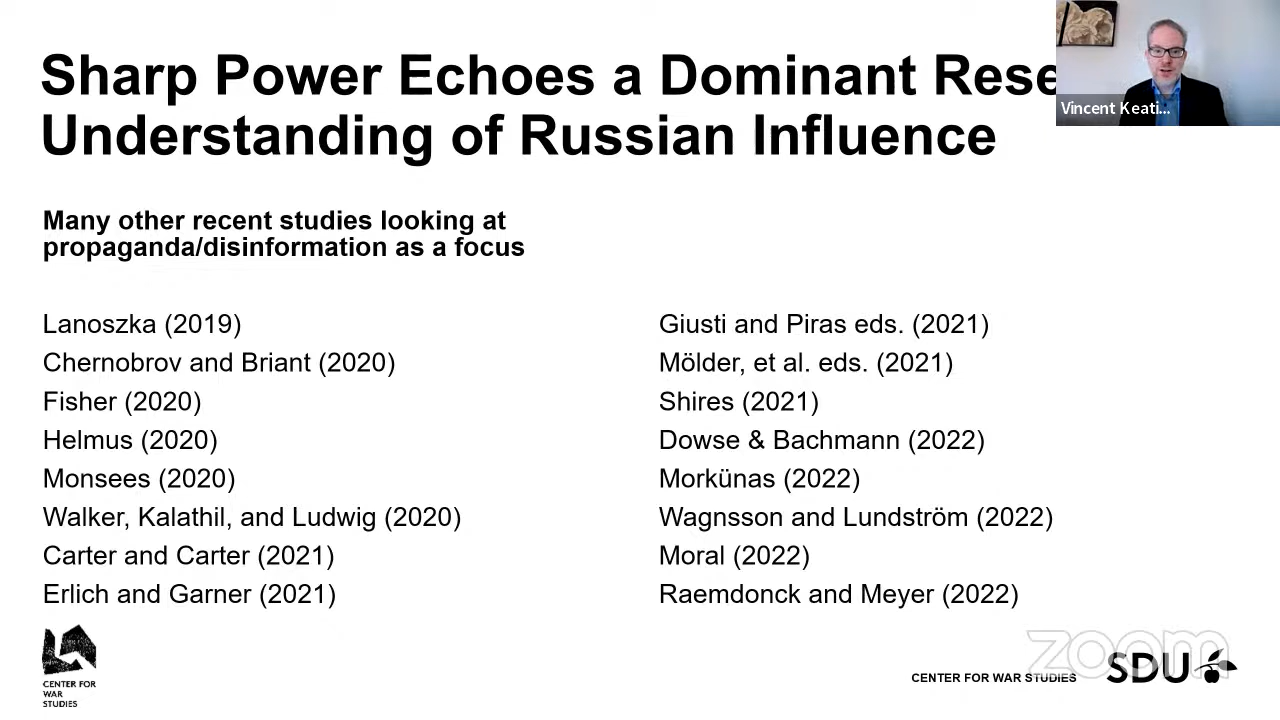 Sharp Power Echoes a Dominant Rese
Understanding of Russian Influence
Vincent Keati...
Many other recent studies looking at
propaganda/disinformation as a focus
Lanoszka (2019)
Chernobrov and Briant (2020)
Fisher (2020)
Helmus (2020)
Monsees (2020)
Walker, Kalathil, and Ludwig (2020)
Carter and Carter (2021)
Erlich and Garner (2021)
Giusti and Piras eds. (2021)
Mölder, et al. eds. (2021)
Shires (2021)
Dowse & Bachmann (2022)
Morkünas (2022)
Wagnsson and Lundström (2022)
Moral (2022)
Raemdonck and Meyer (2022)
CENTER FOR
WAR
STUDIES
CENTER FOR WAR STUDIES
SDU
zoom